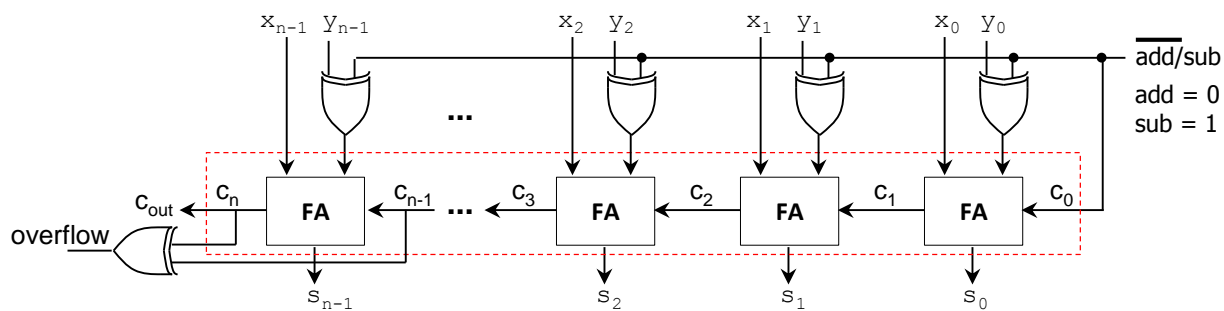 xₙ₋₁ yₙ₋₁ x₂ y₂ x₁ y₁ x₀ y₀
add/sub
add = 0
sub = 1
...
cₒᵤₜ cₙ FA cₙ₋₁ ... c₃ FA c₂ FA c₁ FA c₀
overflow
sₙ₋₁ s₂ s₁ s₀